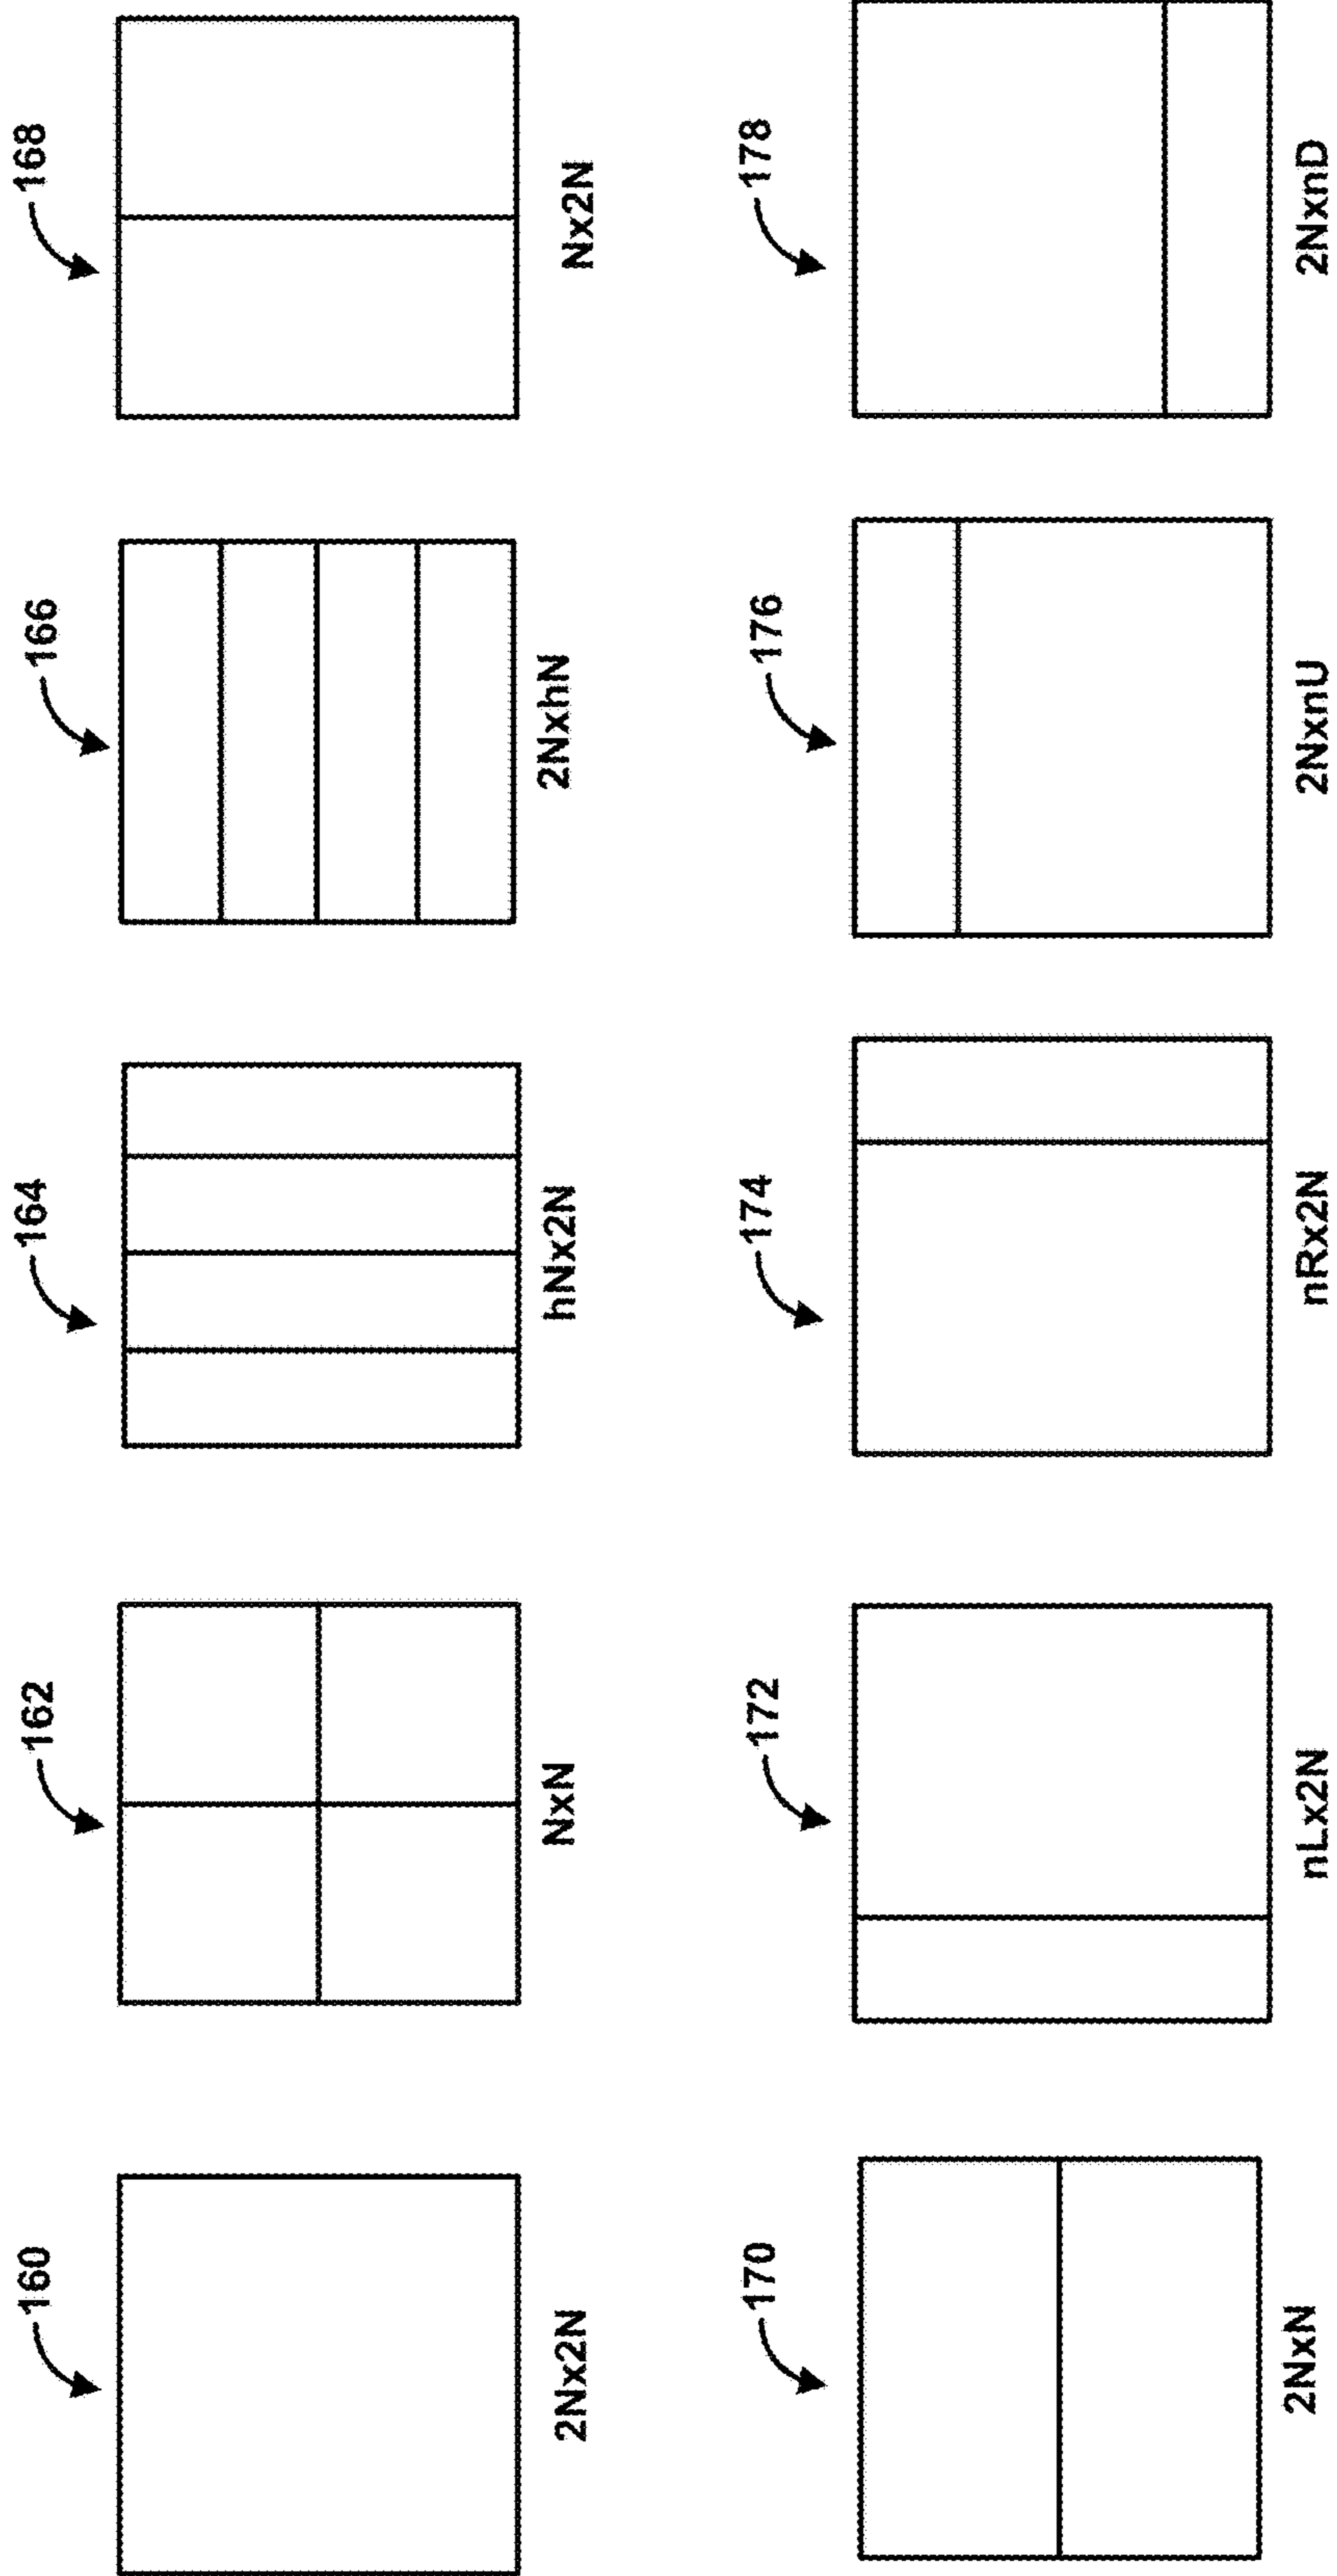 160
162
164
166
168
2Nx2N
NxN
hNx2N
2NxhN
Nx2N
170
172
174
176
178
2NxN
nLx2N
nRx2N
2NxnU
2NxnD